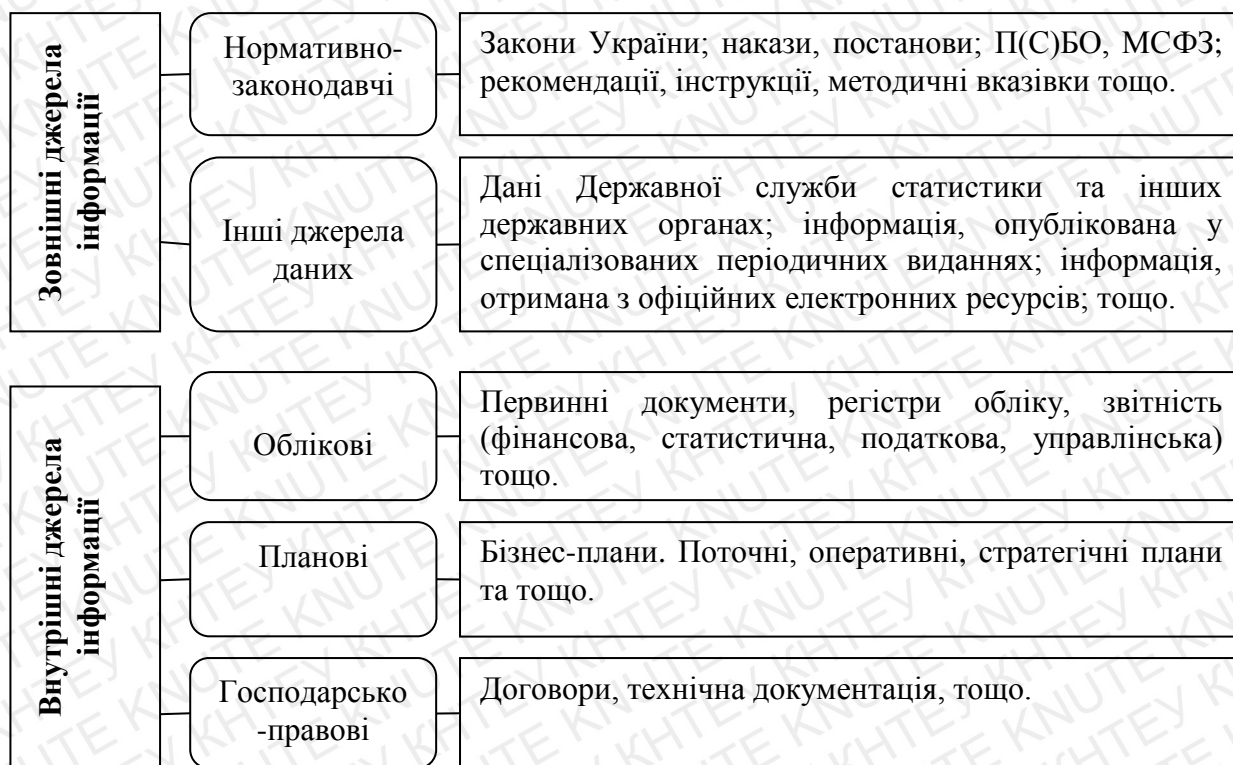 Зовнішні джерела
інформації
Нормативно-
законодавчі
Закони України; накази, постанови; П(С)БО, МСФЗ;
рекомендації, інструкції, методичні вказівки тощо.
Інші джерела
даних
Дані Державної служби статистики та інших
державних органах; інформація, опублікована у
спеціалізованих періодичних виданнях; інформація,
отримана з офіційних електронних ресурсів; тощо.
Внутрішні джерела
інформації
Облікові
Первинні документи, регістри обліку, звітність
(фінансова, статистична, податкова, управлінська)
тощо.
Планові
Бізнес-плани. Поточні, оперативні, стратегічні плани
та тощо.
Господарсько
-правові
Договори, технічна документація, тощо.